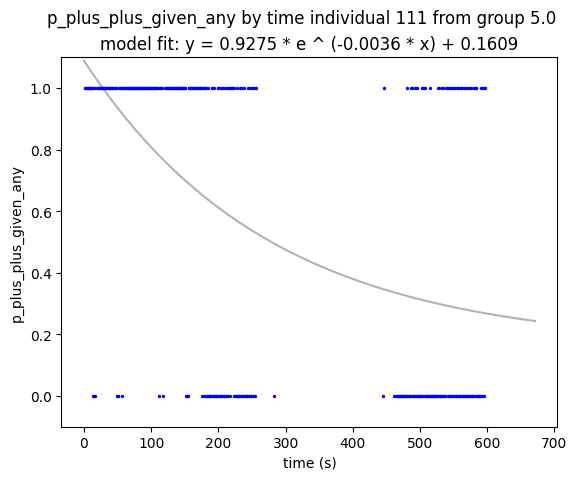 p_plus_plus_given_any by time individual 111 from group 5.0
model fit: y = 0.9275 * e ^ (-0.0036 * x) + 0.1609
p_plus_plus_given_any
1.0
0.8
0.6
0.4
0.2
0.0
0 100 200 300 400 500 600 700
time (s)